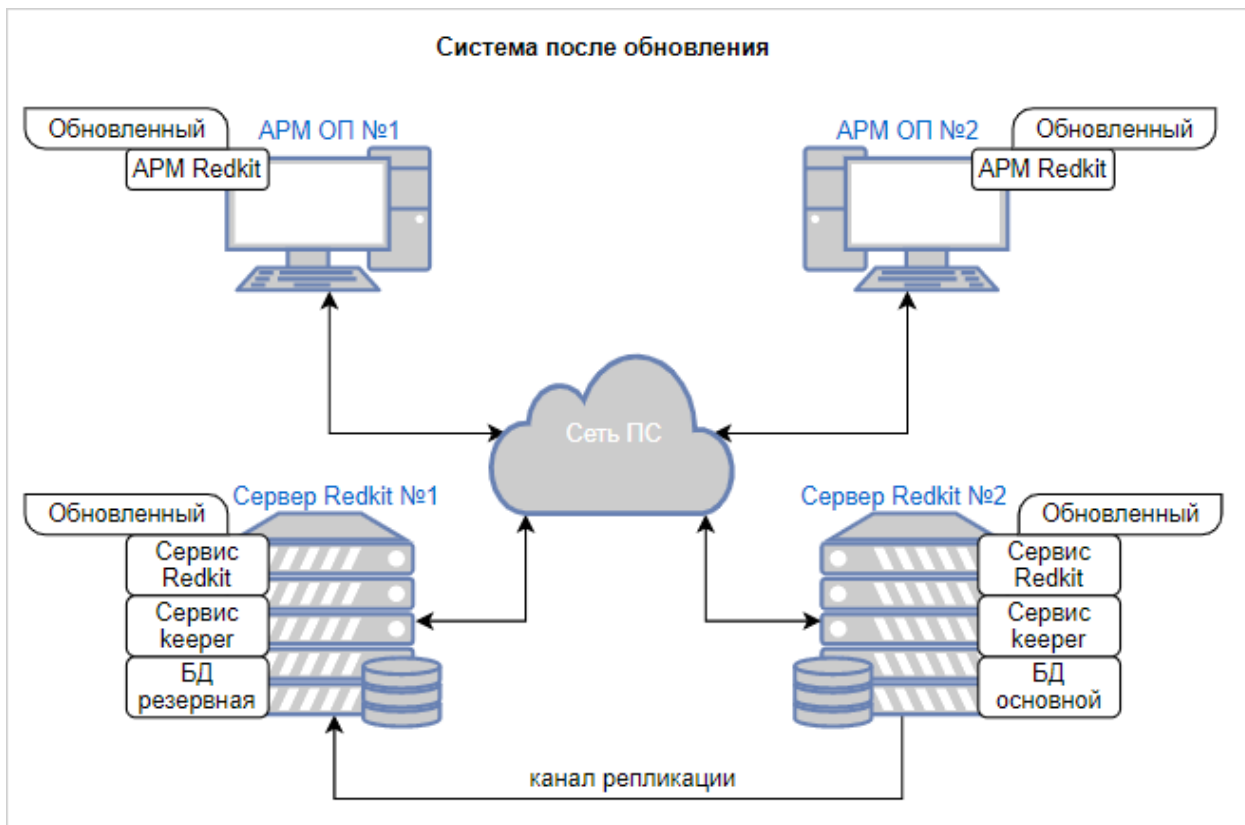 Система после обновления
Обновленный
АРМ ОП №1
АРМ Redkit
АРМ ОП №2
Обновленный
АРМ Redkit
Сеть ПС
Сервер Redkit №1
Обновленный
Сервис
Redkit
Сервис
keeper
БД
резервная
Сервер Redkit №2
Обновленный
Сервис
Redkit
Сервис
keeper
БД
основной
канал репликации